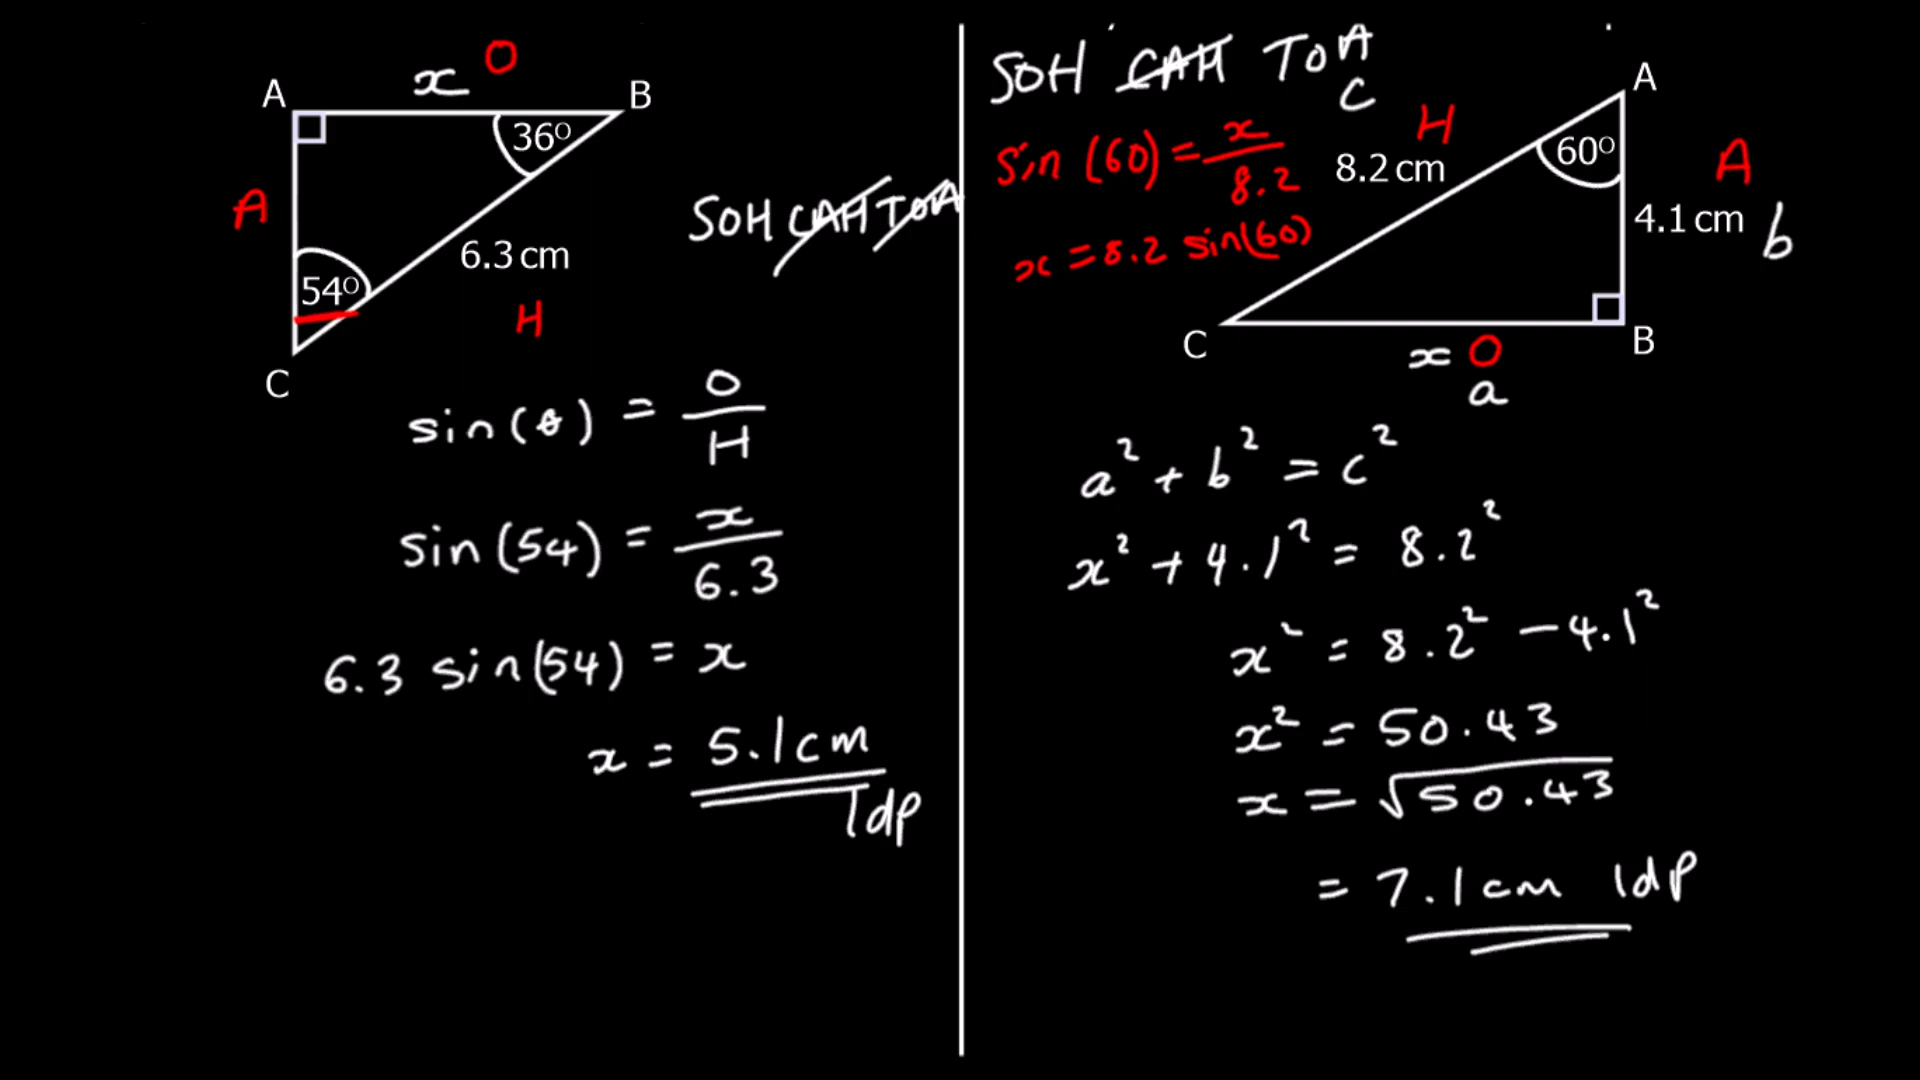 A
x O
B
36°
A
54°
6.3 cm
H
C
SOH CAH TOA
sin(θ) = O/H
sin(54) = x/6.3
6.3 sin(54) = x
x = 5.1cm
1dp
SOH CAH TOA
C
sin(60) = x/8.2
x = 8.2 sin(60)
H
8.2 cm
A
60°
A
4.1 cm b
C
B
x O
a
a² + b² = c²
x² + 4.1² = 8.2²
x² = 8.2² - 4.1²
x² = 50.43
x = √50.43
= 7.1cm 1dp